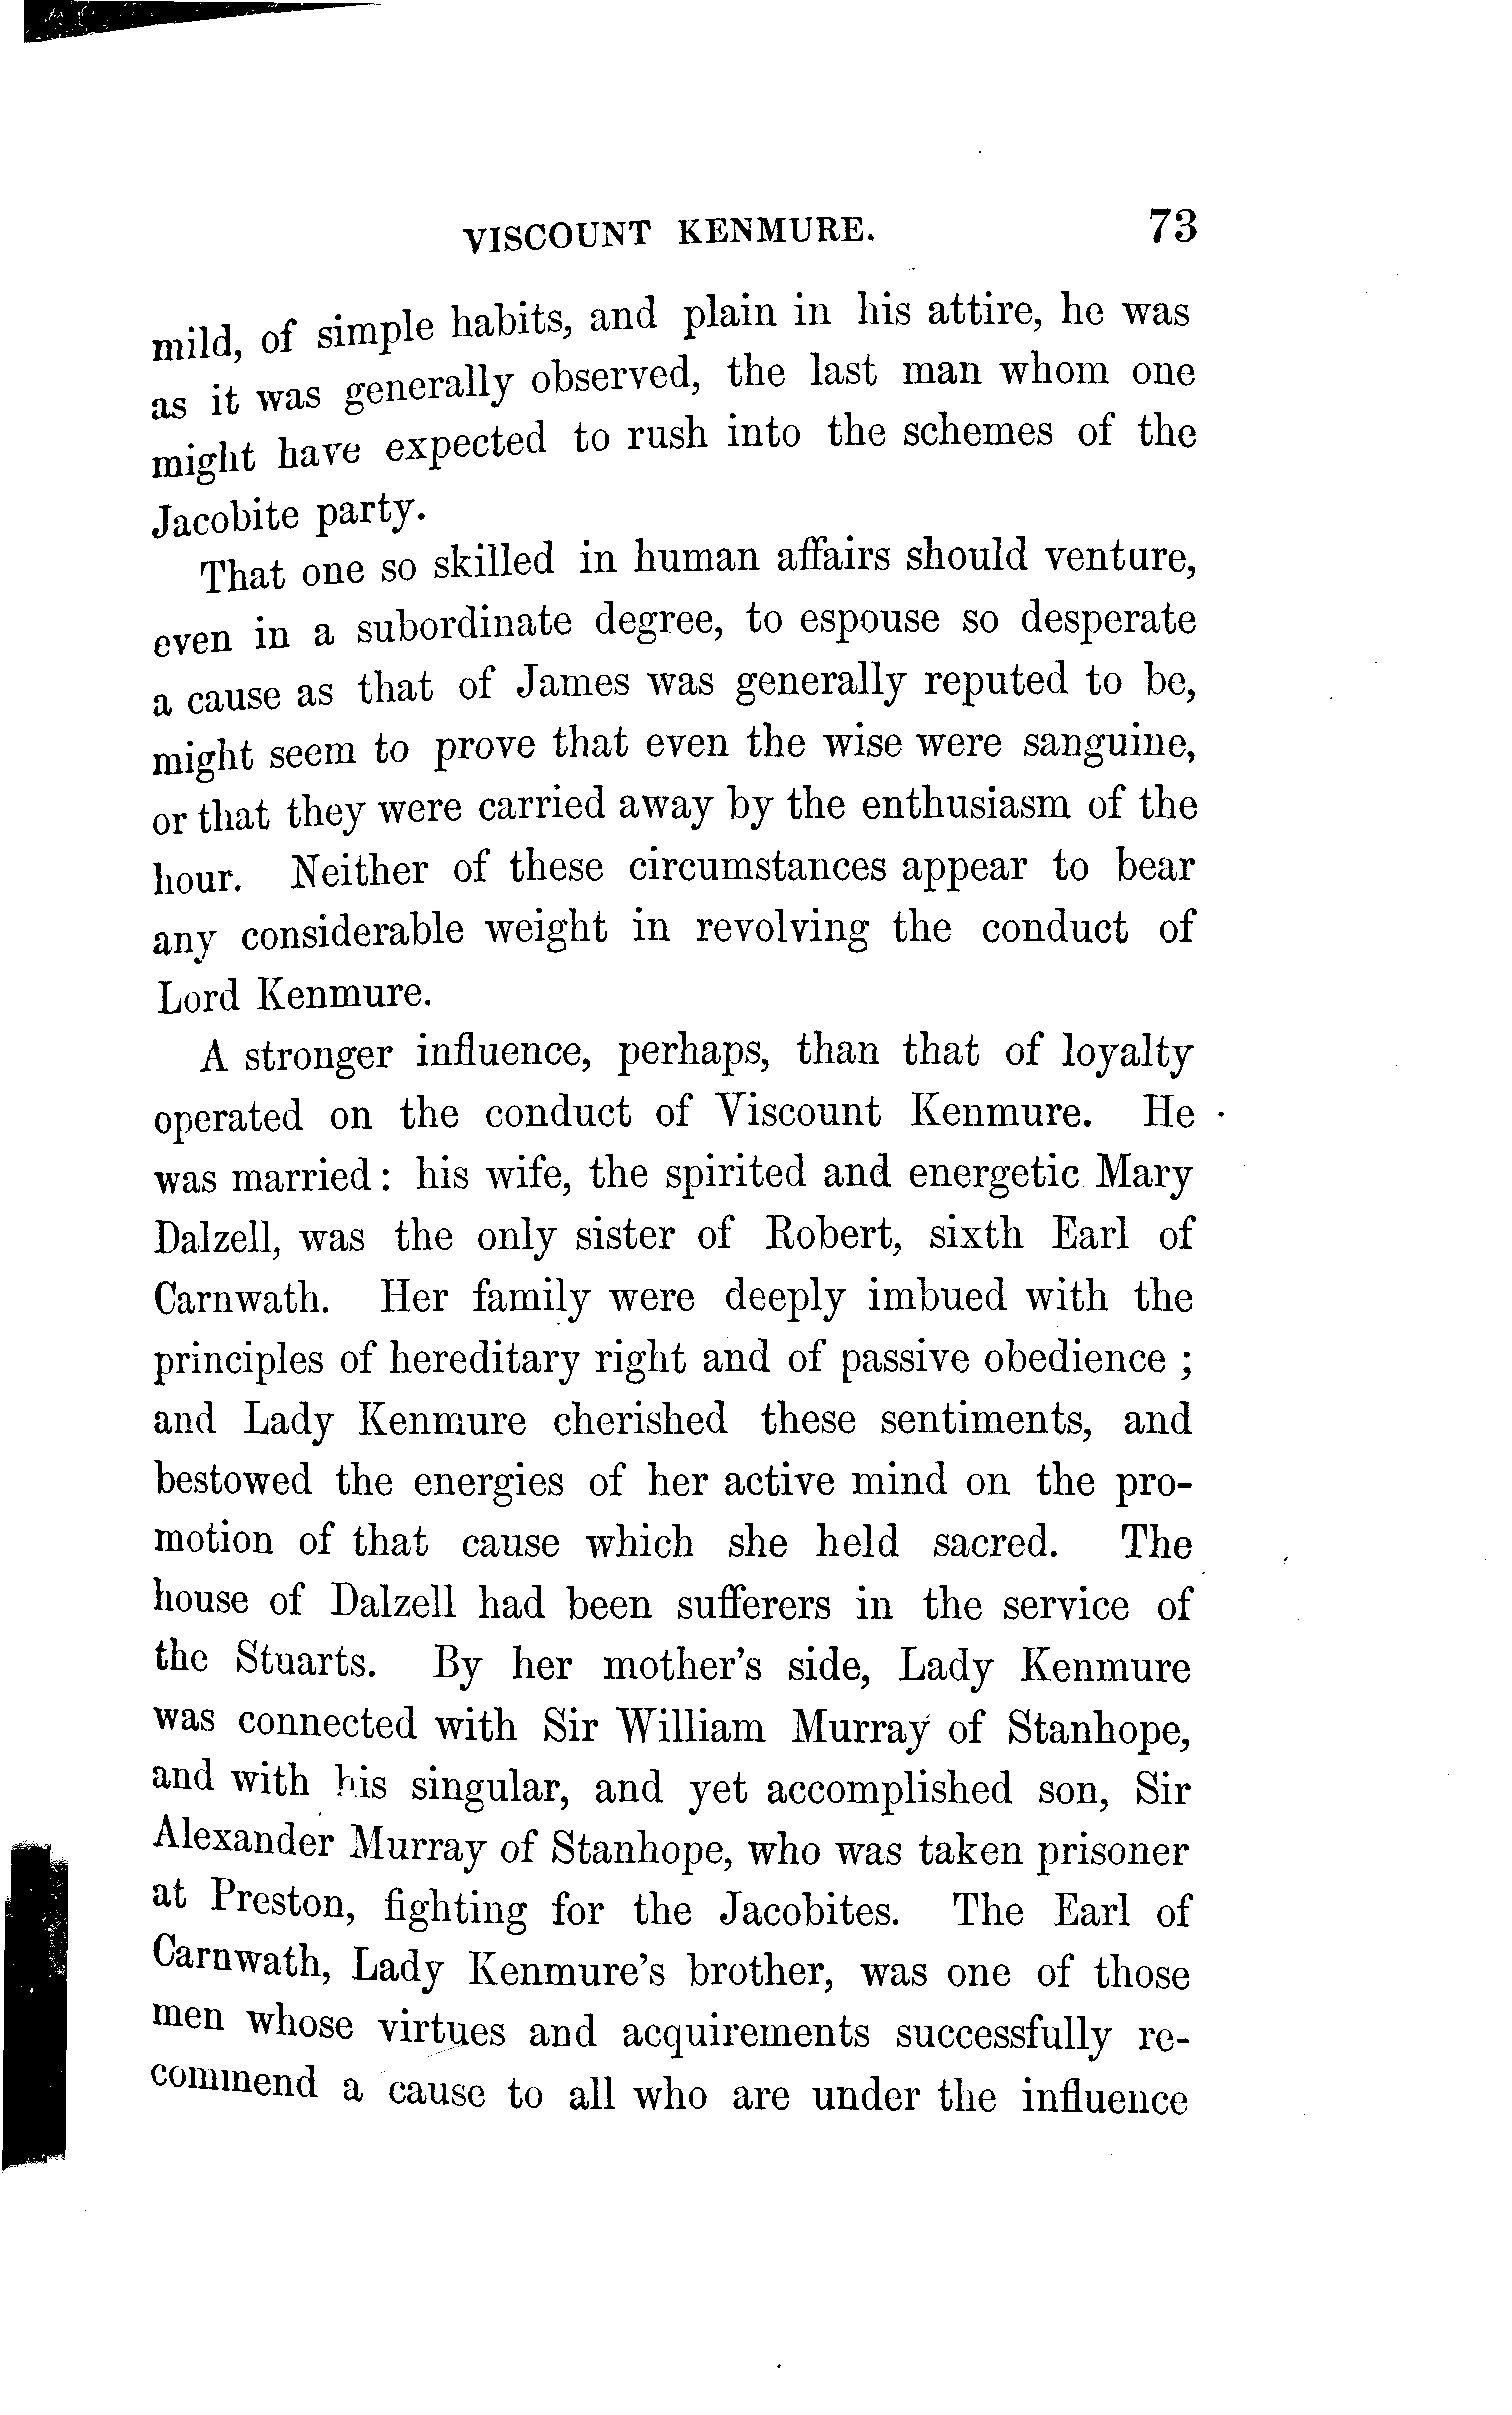 VISCOUNT KENMURE. 73
mild, of simple habits, and plain in his attire, he was
as it was generally observed, the last man whom one
might have expected to rush into the schemes of the
Jacobite party.
That one so skilled in human affairs should venture,
even in a subordinate degree, to espouse so desperate
a cause as that of James was generally reputed to be,
might seem to prove that even the wise were sanguine,
or that they were carried away by the enthusiasm of the
hour. Neither of these circumstances appear to bear
any considerable weight in revolving the conduct of
Lord Kenmure.
A stronger influence, perhaps, than that of loyalty
operated on the conduct of Viscount Kenmure. He
was married: his wife, the spirited and energetic Mary
Dalzell, was the only sister of Robert, sixth Earl of
Carnwath. Her family were deeply imbued with the
principles of hereditary right and of passive obedience ;
and Lady Kenmure cherished these sentiments, and
bestowed the energies of her active mind on the pro-
motion of that cause which she held sacred. The
house of Dalzell had been sufferers in the service of
the Stuarts. By her mother's side, Lady Kenmure
was connected with Sir William Murray of Stanhope,
and with his singular, and yet accomplished son, Sir
Alexander Murray of Stanhope, who was taken prisoner
at Preston, fighting for the Jacobites. The Earl of
Carnwath, Lady Kenmure's brother, was one of those
men whose virtues and acquirements successfully re-
commend a cause to all who are under the influence